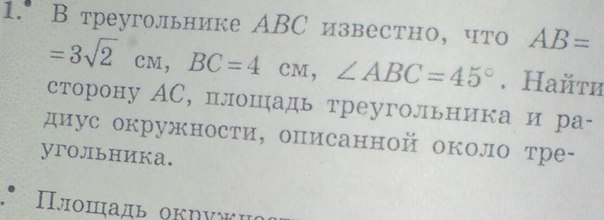 1.• В треугольнике ABC известно, что AB=
=3√2 см, BC=4 см, ∠ABC=45°. Найти
сторону AC, площадь треугольника и ра-
диус окружности, описанной около тре-
угольника.
.• Площадь